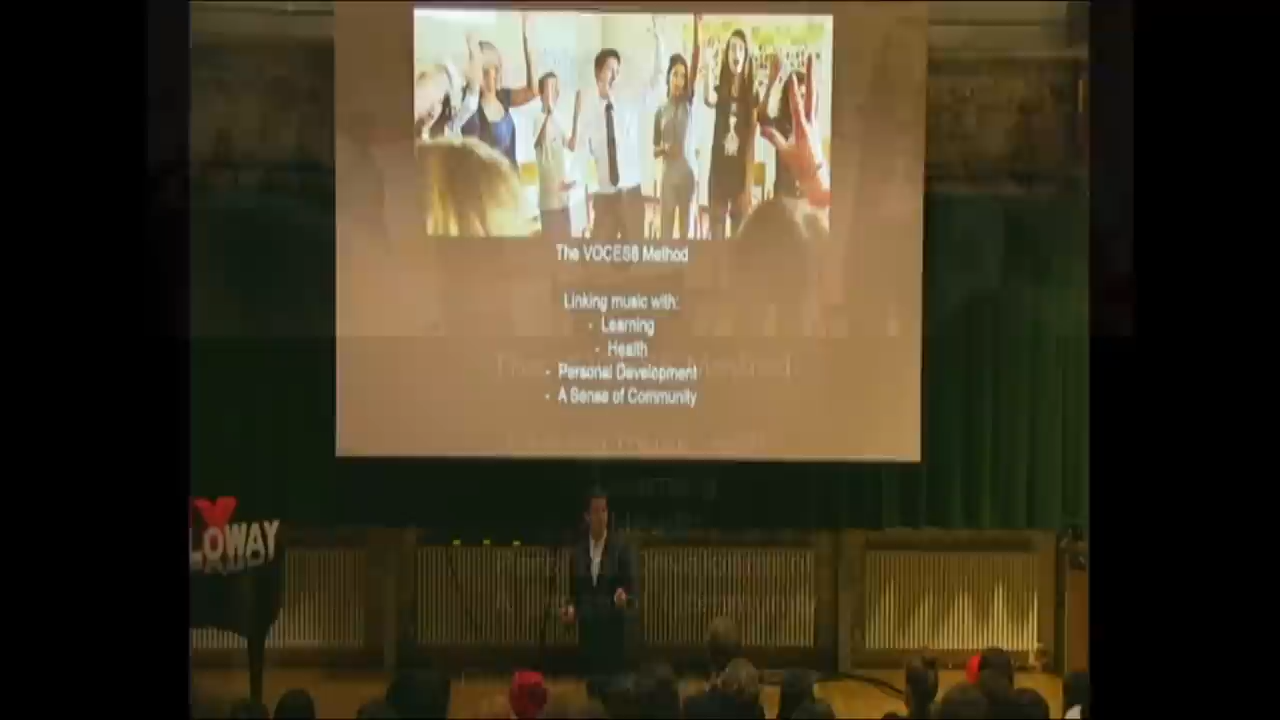 The VOCES8 Method
Linking music with:
- Learning
- Health
- Personal Development
- A Sense of Community
X
LOWAY